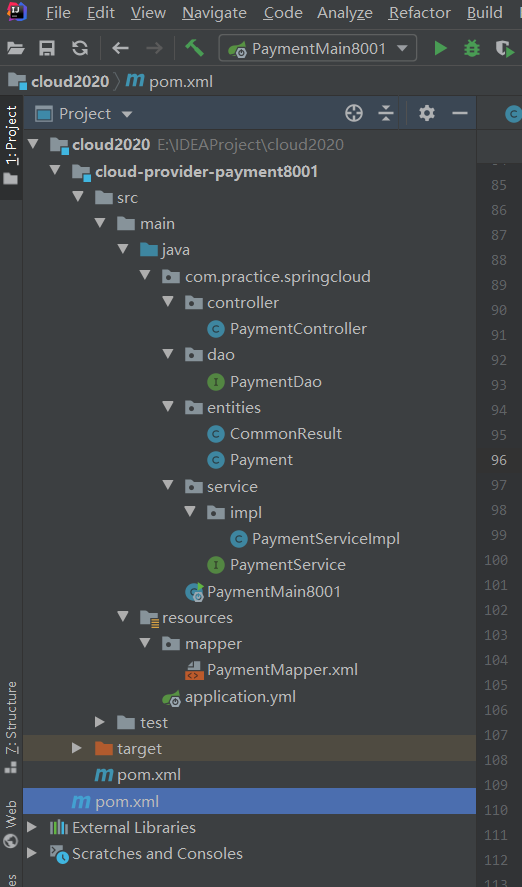 IJ File Edit View Navigate Code Analyze Refactor Build
PaymentMain8001
cloud2020 pom.xml
1: Project
Project
cloud2020 E:\IDEAProject\cloud2020
cloud-provider-payment8001
src
main
java
com.practice.springcloud
controller
PaymentController
dao
PaymentDao
entities
CommonResult
Payment
service
impl
PaymentServiceImpl
PaymentService
PaymentMain8001
resources
mapper
PaymentMapper.xml
application.yml
test
target
pom.xml
pom.xml
External Libraries
Scratches and Consoles
Z: Structure
Web
85
86
87
88
89
90
91
92
93
94
95
96
97
98
99
100
101
102
103
104
105
106
107
108
109
110
111
112